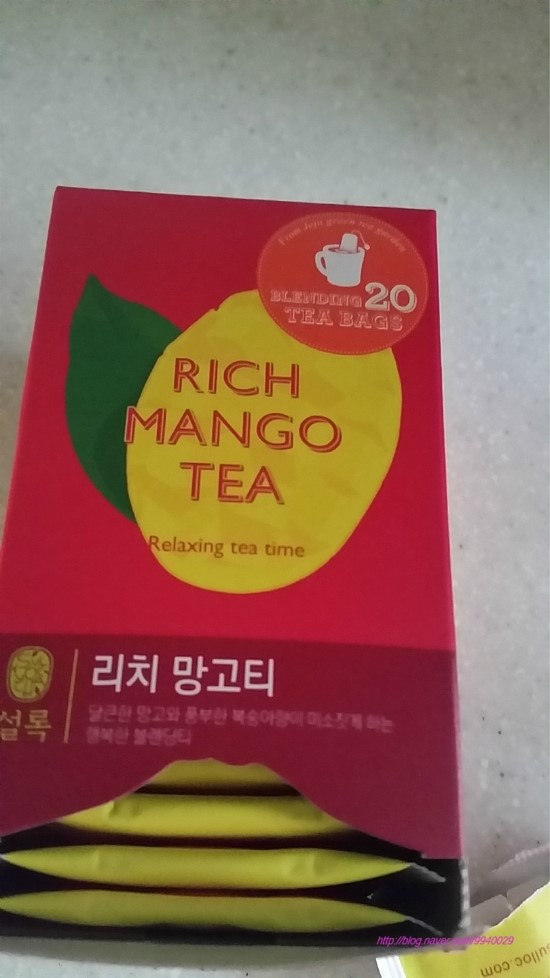 From Jeju green tea garden
BLENDING 20
TEA BAGS
RICH
MANGO
TEA
Relaxing tea time
설록
리치 망고티
달콤한 망고와 풍부한 복숭아향이 미소짓게 하는
행복한 블렌딩티
ulloc.com